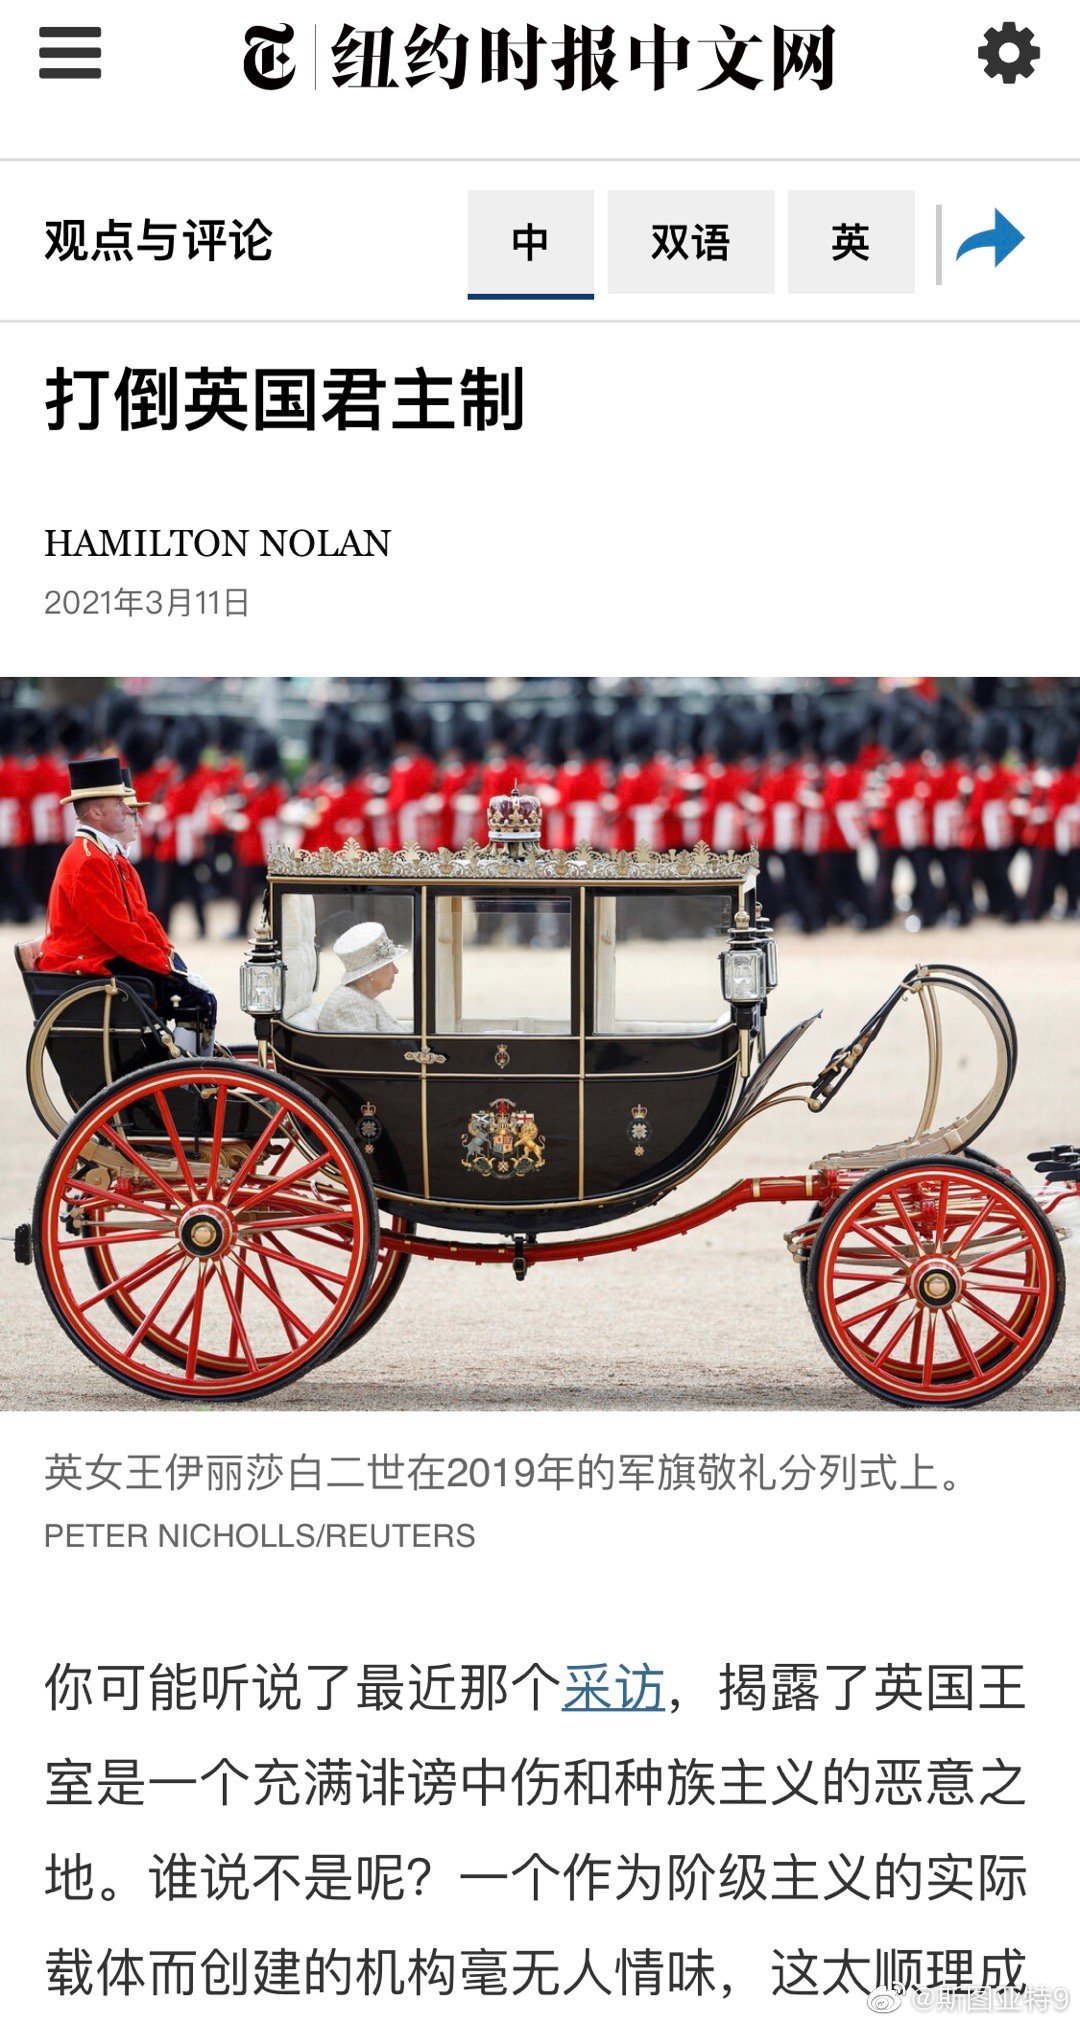 纽约时报中文网
观点与评论 中 双语 英
打倒英国君主制
HAMILTON NOLAN
2021年3月11日
英女王伊丽莎白二世在2019年的军旗敬礼分列式上。
PETER NICHOLLS/REUTERS
你可能听说了最近那个采访，揭露了英国王
室是一个充满诽谤中伤和种族主义的恶意之
地。谁说不是呢？一个作为阶级主义的实际
载体而创建的机构毫无人情味，这太顺理成
@斯图亚特9